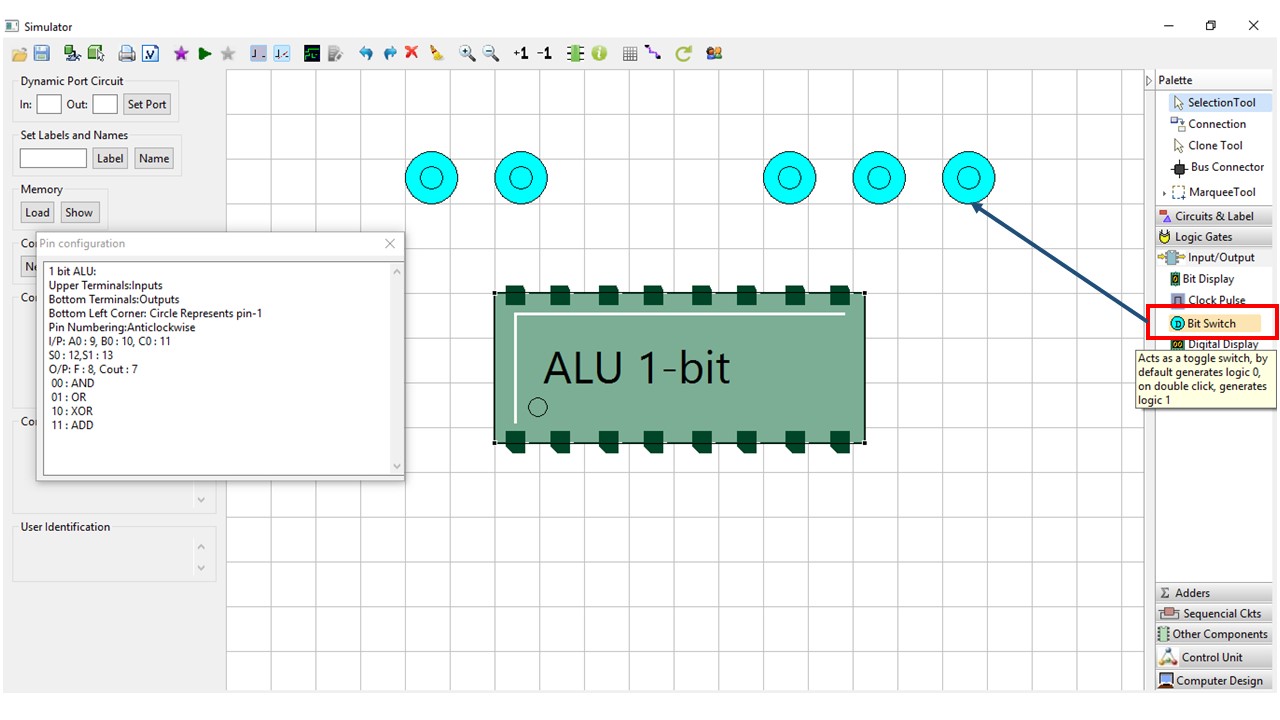 Simulator
+1 -1
Dynamic Port Circuit
In: Out: Set Port
Set Labels and Names
Label Name
Memory
Load Show
Co
Ne
Pin configuration
1 bit ALU:
Upper Terminals:Inputs
Bottom Terminals:Outputs
Bottom Left Corner: Circle Represents pin-1
Pin Numbering:Anticlockwise
I/P: A0 : 9, B0 : 10, C0 : 11
S0 : 12,S1 : 13
O/P: F : 8, Cout : 7
00 : AND
01 : OR
10 : XOR
11 : ADD
Co
Co
User Identification
ALU 1-bit
Palette
SelectionTool
Connection
Clone Tool
Bus Connector
MarqueeTool
Circuits & Label
Logic Gates
Input/Output
Bit Display
Clock Pulse
D Bit Switch
Digital Display
Acts as a toggle switch, by
default generates logic 0,
on double click, generates
logic 1
Σ Adders
Sequencial Ckts
Other Components
Control Unit
Computer Design